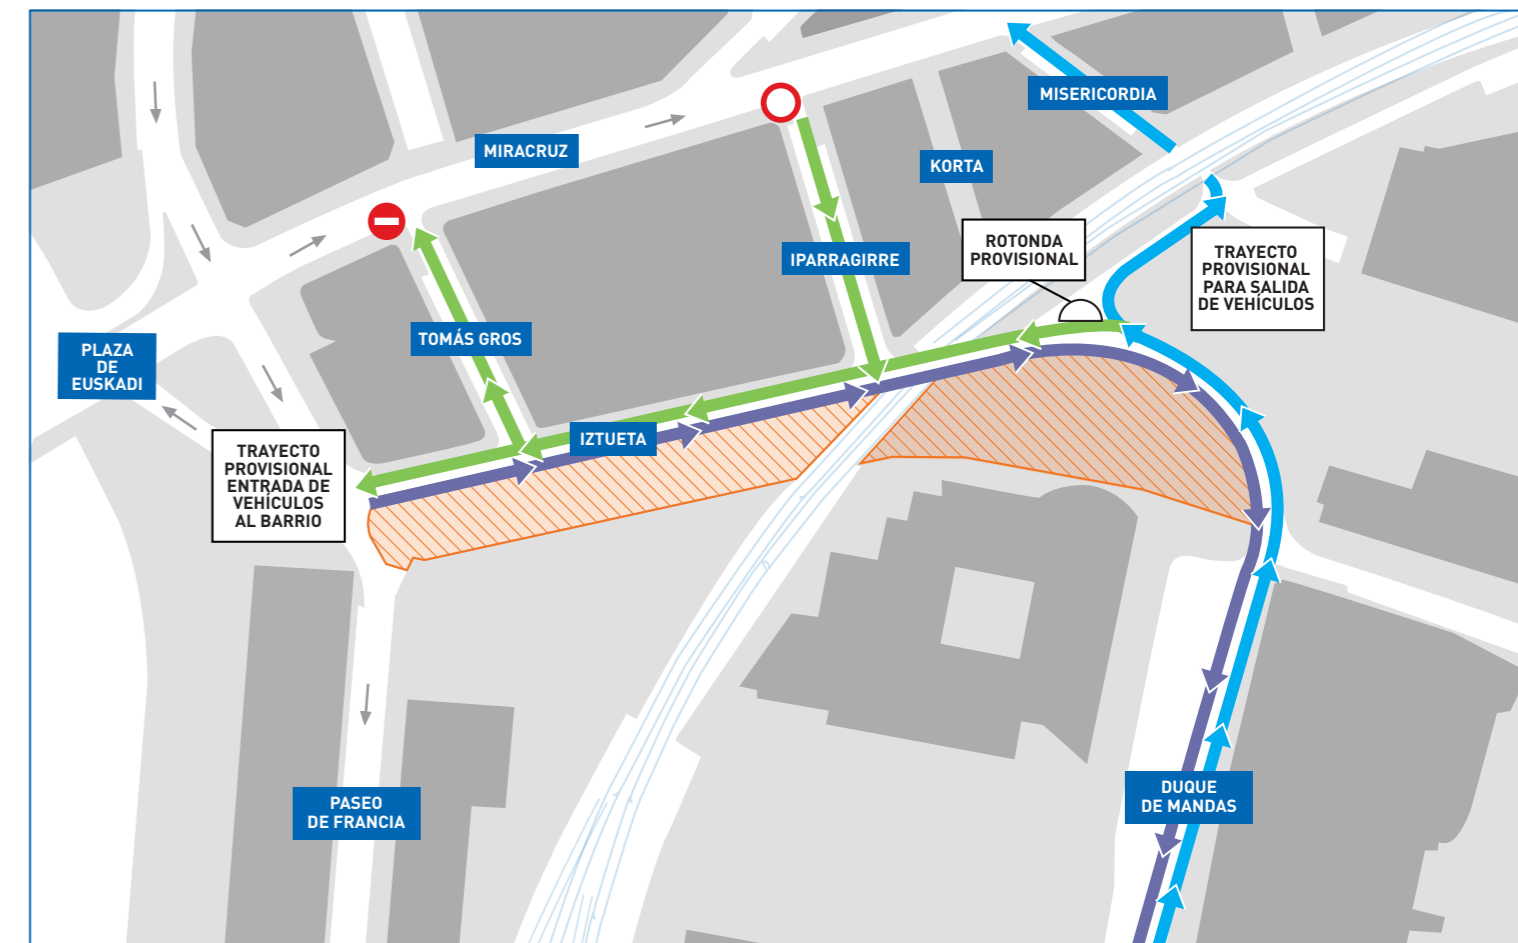 MISERICORDIA
MIRACRUZ
KORTA
IPARRAGIRRE
ROTONDA
PROVISIONAL
TRAYECTO
PROVISIONAL
PARA SALIDA
DE VEHÍCULOS
TOMÁS GROS
PLAZA
DE
EUSKADI
IZTUETA
TRAYECTO
PROVISIONAL
ENTRADA DE
VEHÍCULOS
AL BARRIO
PASEO
DE FRANCIA
DUQUE
DE MANDAS